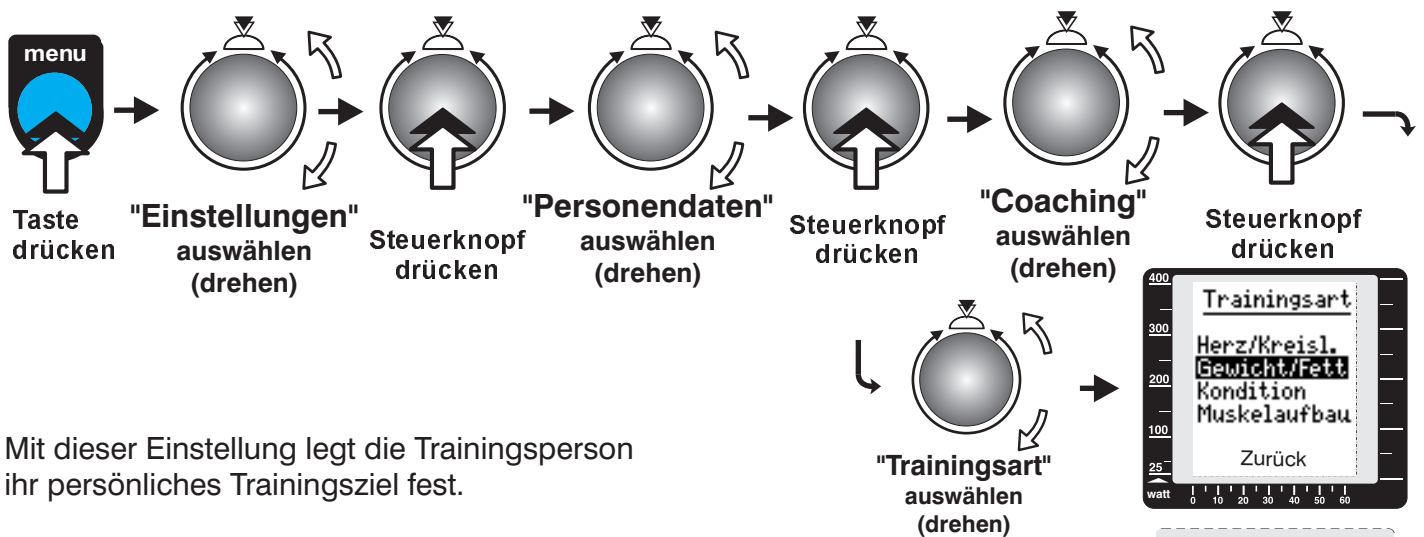 menu
Taste
drücken
"Einstellungen"
auswählen
(drehen)
Steuerknopf
drücken
"Personendaten"
auswählen
(drehen)
Steuerknopf
drücken
"Coaching"
auswählen
(drehen)
Steuerknopf
drücken
"Trainingsart"
auswählen
(drehen)
400
300
200
100
25
watt
0 10 20 30 40 50 60
Trainingsart
Herz/Kreisl.
Gewicht/Fett
Kondition
Muskelaufbau
Zurück
Mit dieser Einstellung legt die Trainingsperson
ihr persönliches Trainingsziel fest.